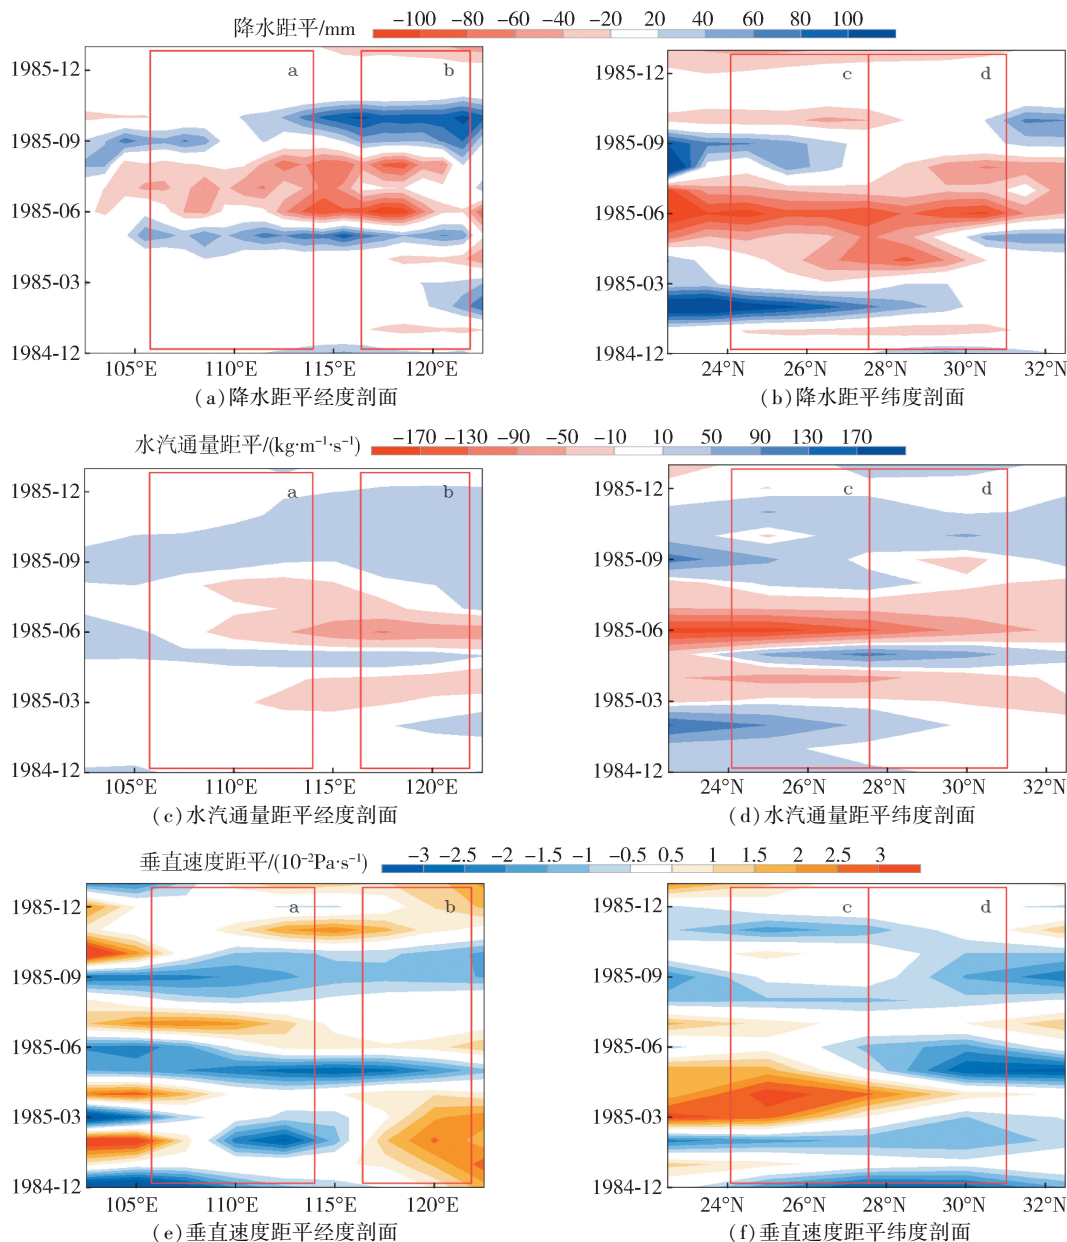 降水距平/mm
-100 -80 -60 -40 -20 20 40 60 80 100
1985-12
1985-09
1985-06
1985-03
1984-12
a b
105°E 110°E 115°E 120°E
(a)降水距平经度剖面
1985-12
1985-09
1985-06
1985-03
1984-12
c d
24°N 26°N 28°N 30°N 32°N
(b)降水距平纬度剖面
水汽通量距平/(kg·m⁻¹·s⁻¹)
-170 -130 -90 -50 -10 10 50 90 130 170
1985-12
1985-09
1985-06
1985-03
1984-12
a b
105°E 110°E 115°E 120°E
(c)水汽通量距平经度剖面
1985-12
1985-09
1985-06
1985-03
1984-12
c d
24°N 26°N 28°N 30°N 32°N
(d)水汽通量距平纬度剖面
垂直速度距平/(10⁻²Pa·s⁻¹)
-3 -2.5 -2 -1.5 -1 -0.5 0.5 1 1.5 2 2.5 3
1985-12
1985-09
1985-06
1985-03
1984-12
a b
105°E 110°E 115°E 120°E
(e)垂直速度距平经度剖面
1985-12
1985-09
1985-06
1985-03
1984-12
c d
24°N 26°N 28°N 30°N 32°N
(f)垂直速度距平纬度剖面